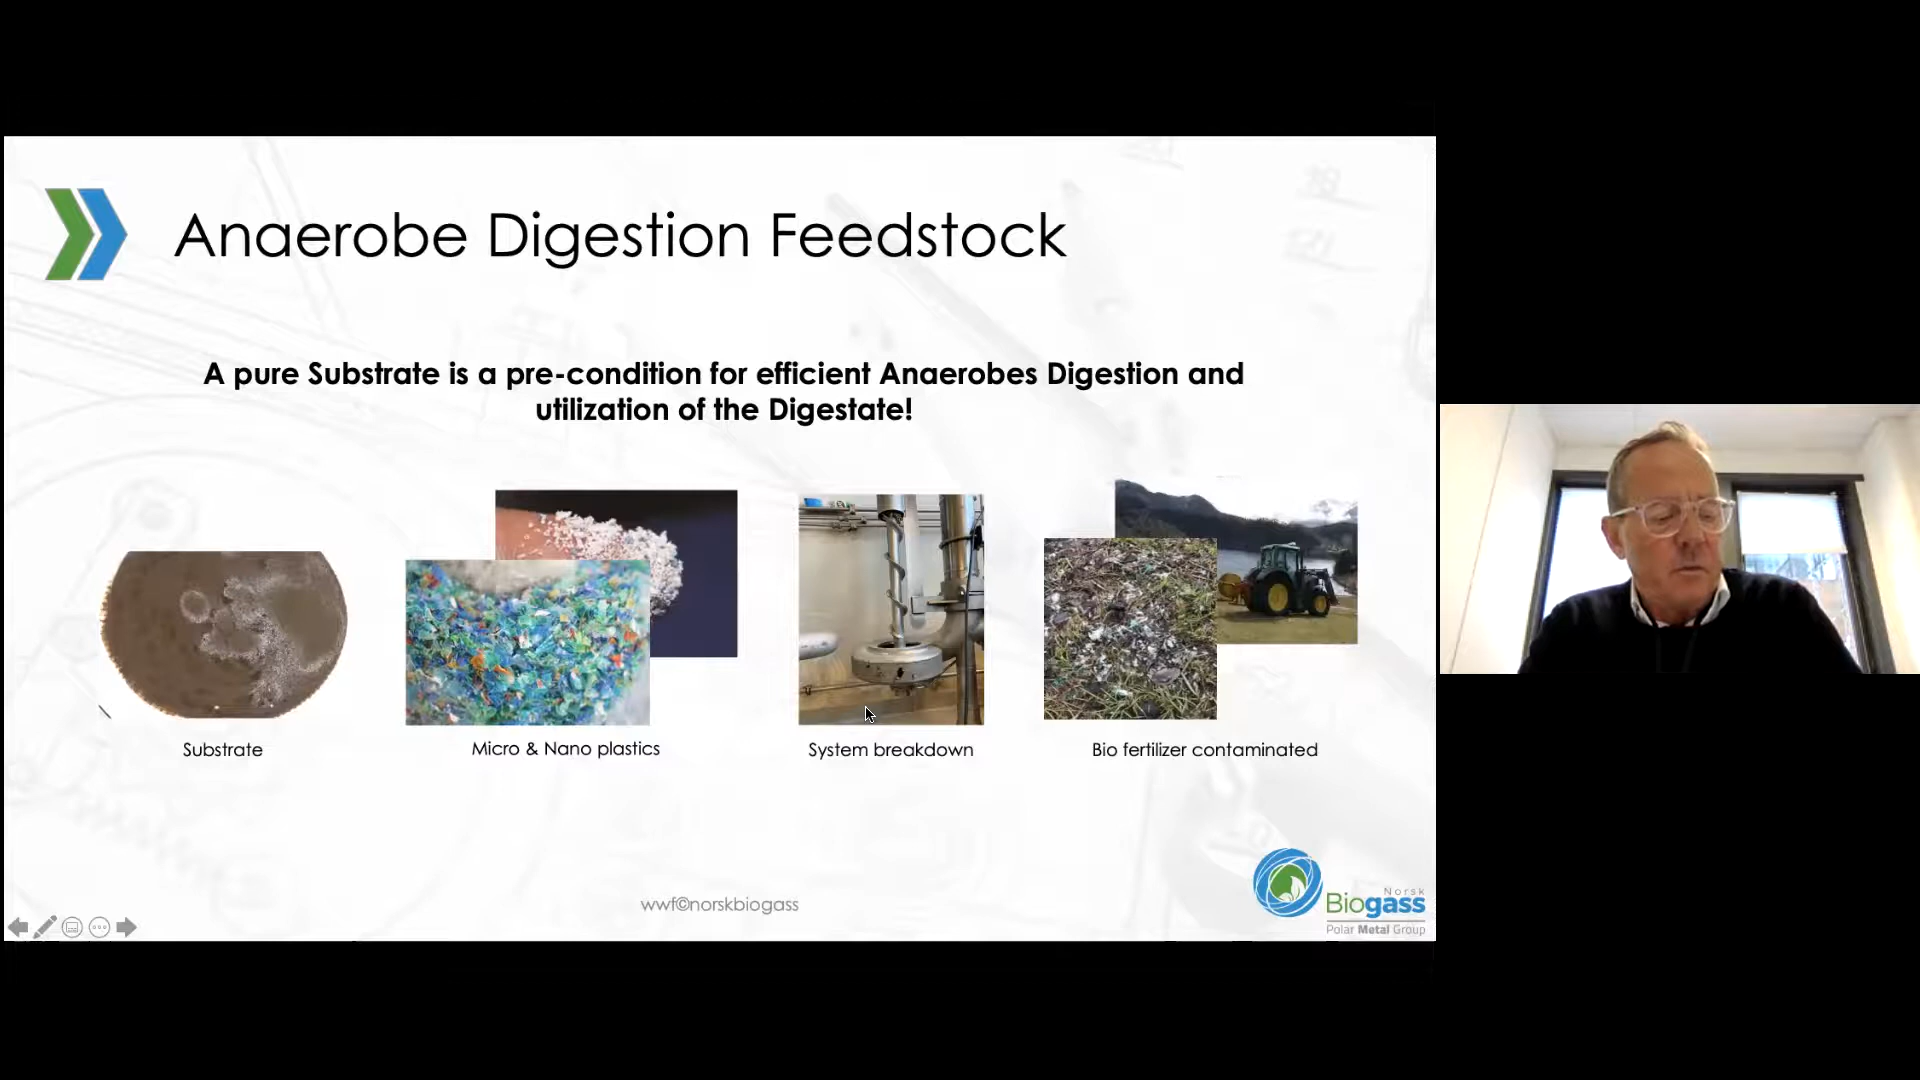 Anaerobe Digestion Feedstock
A pure Substrate is a pre-condition for efficient Anaerobes Digestion and
utilization of the Digestate!
Substrate
Micro & Nano plastics
System breakdown
Bio fertilizer contaminated
wwf©norskbiogass
Norsk
Biogass
Polar Metal Group